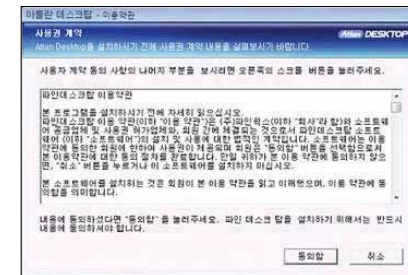 아틀란 데스크탑 - 이용약관
사용권 계약
Atlan Desktop을 설치하시기 전에 사용권 계약 내용을 살펴보시기 바랍니다.
Atlan DESKTOP
사용자 계약 동의 사항의 나머지 부분을 보시려면 오른쪽의 스크롤 버튼을 눌러주세요.
파인데스크탑 이용약관
본 프로그램을 설치하시기 전에 자세히 읽으십시오.
파인데스크탑 이용 약관(이하 "이용 약관")은 (주)파인웍스(이하 "회사"라 함)와 소프트웨
어 공급업체 및 사용권 허가업체와, 회원 간에 체결되는 것으로서 파인데스크탑 소프트
웨어 (이하 "소프트웨어")의 설치 및 사용에 대한 법적인 계약입니다. 소프트웨어는 이용
약관에 동의한 회원에 한하여 사용권이 제공되며 회원은 "동의함" 버튼을 선택함으로써
본 이용약관에 대한 동의 절차를 완료합니다. 만일 귀하가 본 이용 약관에 동의하지 않으
면, "취소" 버튼을 누르거나 이 소프트웨어를 설치하지 마십시오.
본 소프트웨어를 설치하는 것은 회원이 본 이용 약관을 읽고 이해했으며, 이용 약관에 동
의함을 의미합니다.
내용에 동의하셨다면 "동의함"을 눌러주세요. 파인 데스크 탑을 설치하기 위해서는 반드시
내용에 동의하셔야 합니다.
동의함
취소